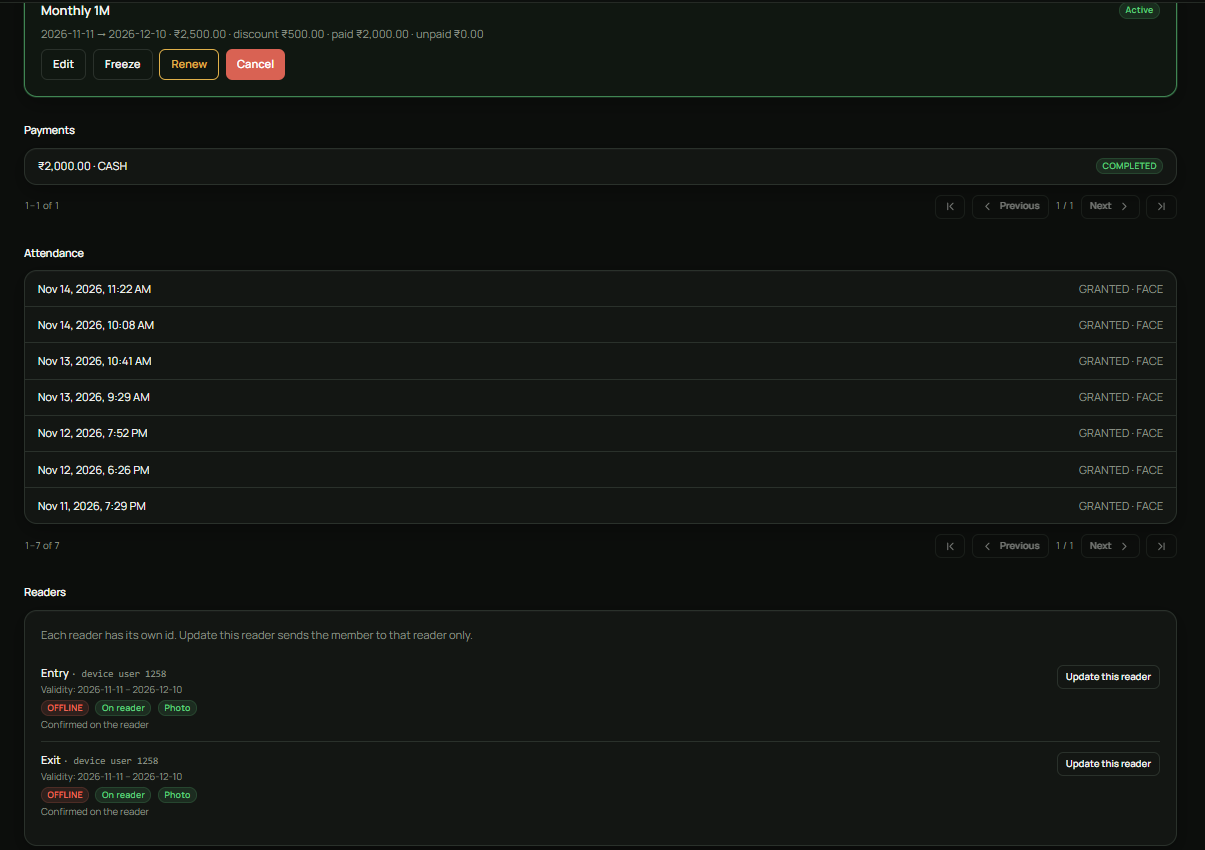 Monthly 1M
Active
2026-11-11 → 2026-12-10 · ₹2,500.00 · discount ₹500.00 · paid ₹2,000.00 · unpaid ₹0.00
Edit Freeze Renew Cancel
Payments
₹2,000.00 · CASH COMPLETED
1–1 of 1 Previous 1 / 1 Next
Attendance
Nov 14, 2026, 11:22 AM GRANTED · FACE
Nov 14, 2026, 10:08 AM GRANTED · FACE
Nov 13, 2026, 10:41 AM GRANTED · FACE
Nov 13, 2026, 9:29 AM GRANTED · FACE
Nov 12, 2026, 7:52 PM GRANTED · FACE
Nov 12, 2026, 6:26 PM GRANTED · FACE
Nov 11, 2026, 7:29 PM GRANTED · FACE
1–7 of 7 Previous 1 / 1 Next
Readers
Each reader has its own id. Update this reader sends the member to that reader only.
Entry · device user 1258 Update this reader
Validity: 2026-11-11 – 2026-12-10
OFFLINE On reader Photo
Confirmed on the reader
Exit · device user 1258 Update this reader
Validity: 2026-11-11 – 2026-12-10
OFFLINE On reader Photo
Confirmed on the reader